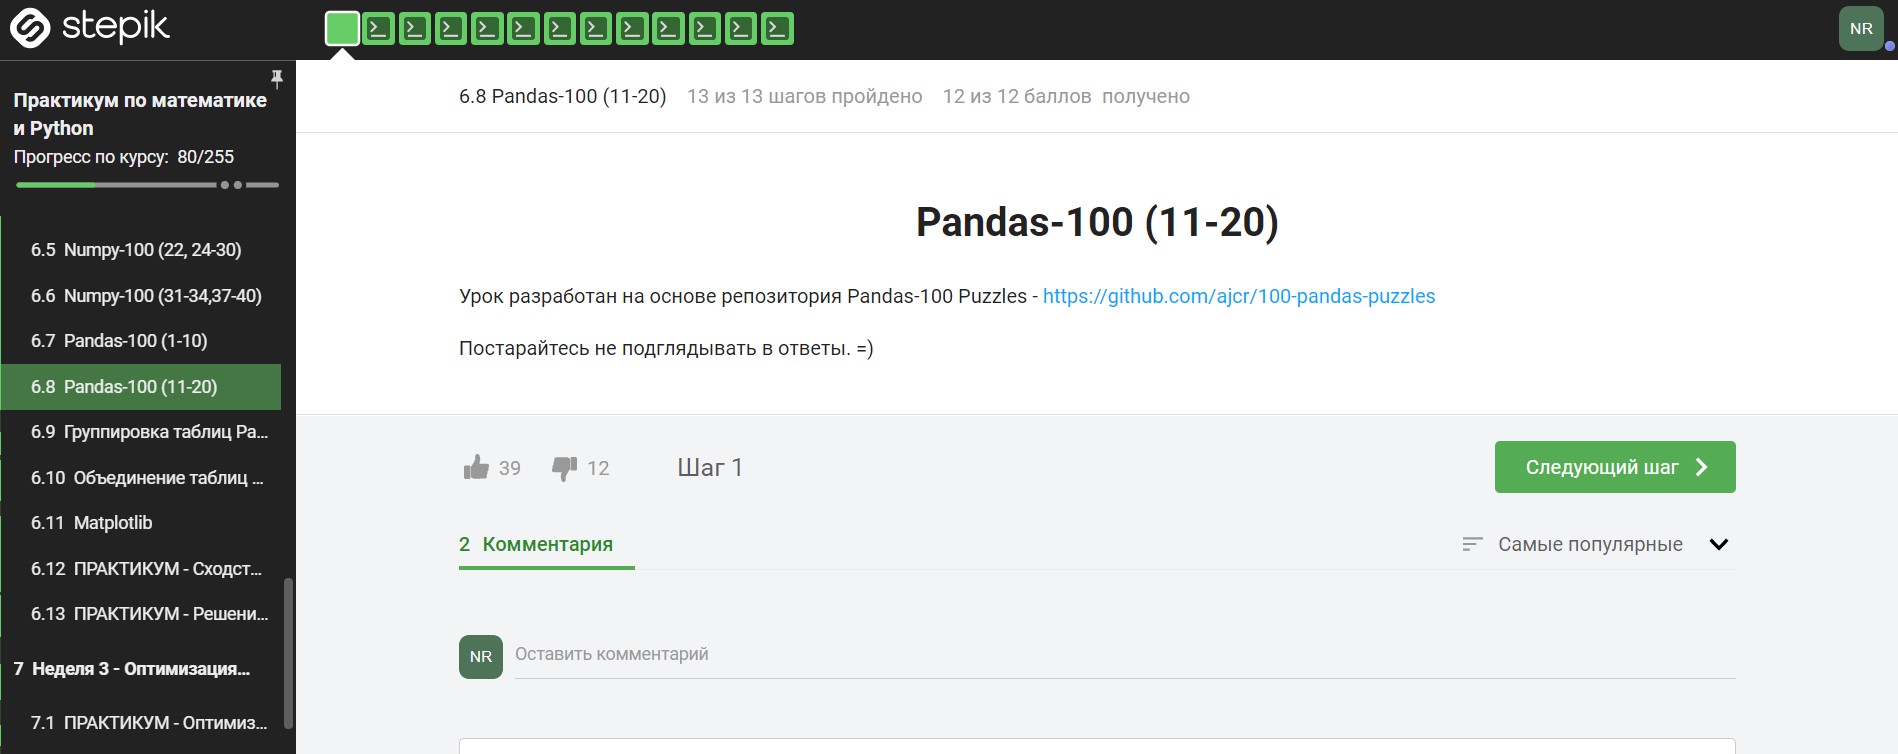 stepik
NR
Практикум по математике
и Python
Прогресс по курсу: 80/255
6.5 Numpy-100 (22, 24-30)
6.6 Numpy-100 (31-34,37-40)
6.7 Pandas-100 (1-10)
6.8 Pandas-100 (11-20)
6.9 Группировка таблиц Pa...
6.10 Объединение таблиц ...
6.11 Matplotlib
6.12 ПРАКТИКУМ - Сходст...
6.13 ПРАКТИКУМ - Решени...
7 Неделя 3 - Оптимизация...
7.1 ПРАКТИКУМ - Оптимиз...
6.8 Pandas-100 (11-20) 13 из 13 шагов пройдено 12 из 12 баллов получено
Pandas-100 (11-20)
Урок разработан на основе репозитория Pandas-100 Puzzles - https://github.com/ajcr/100-pandas-puzzles
Постарайтесь не подглядывать в ответы. =)
39 12 Шаг 1 Следующий шаг
2 Комментария Самые популярные
NR Оставить комментарий